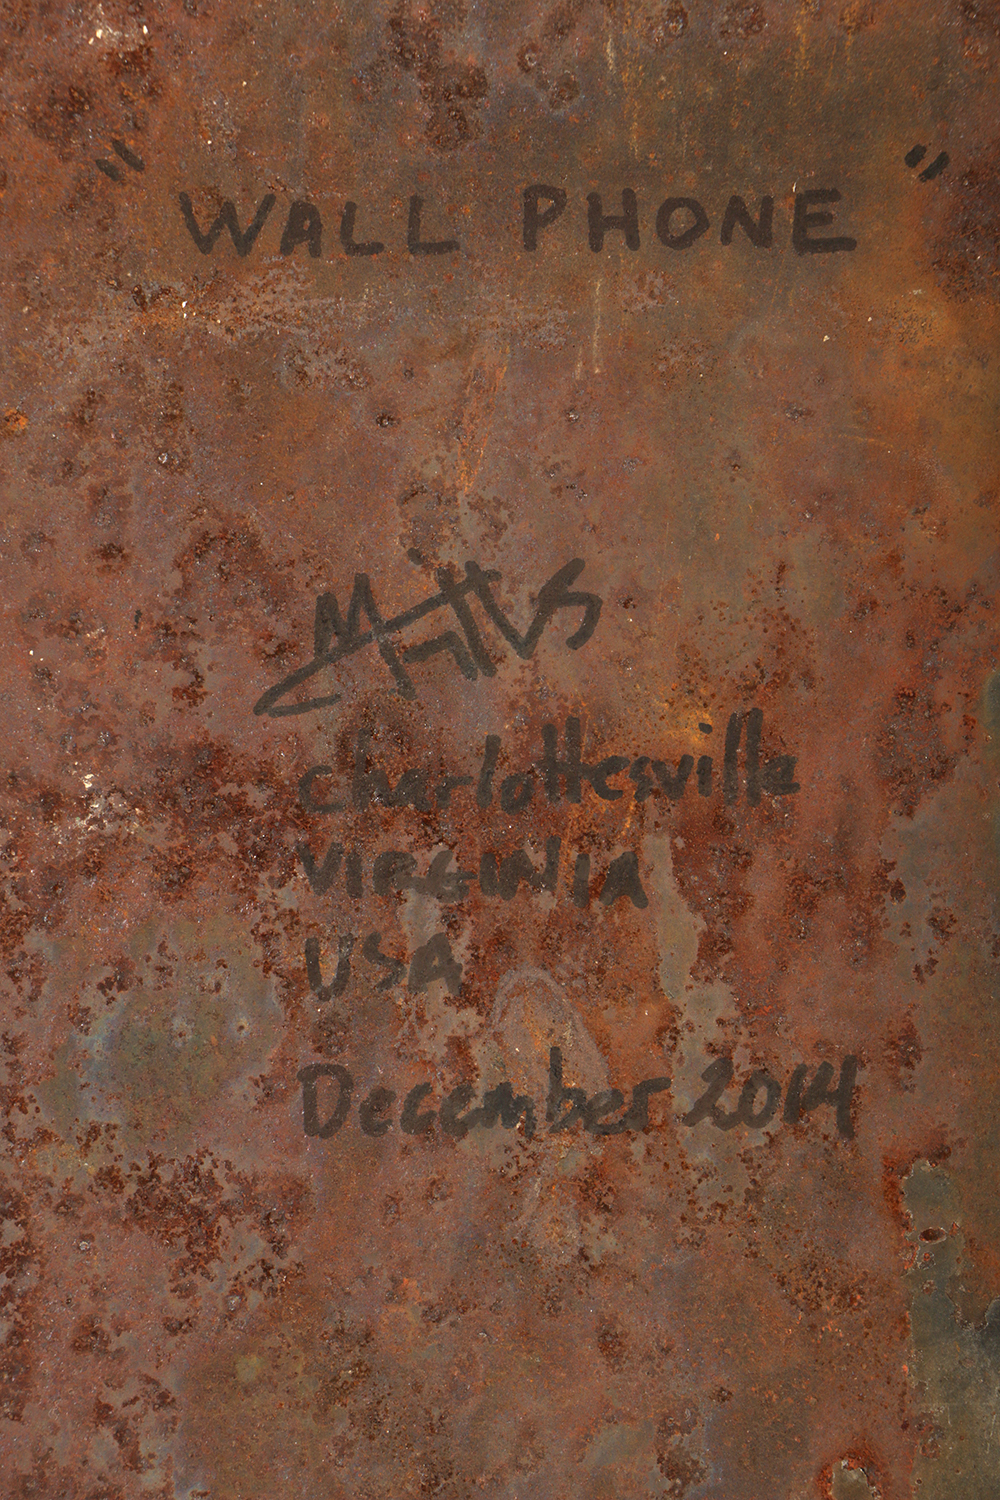 "WALL PHONE"
charlottesville
VIRGINIA
USA
December 2014